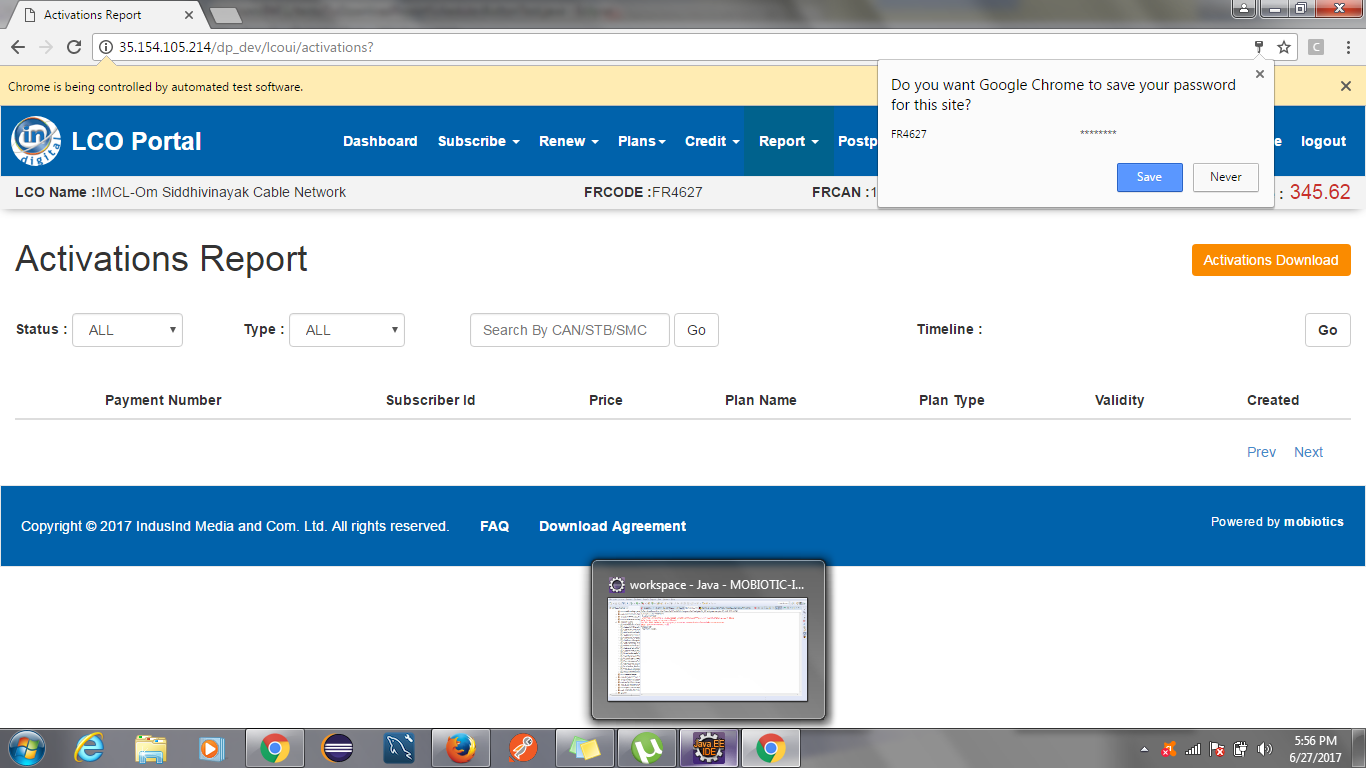 Activations Report
35.154.105.214/dp_dev/lcoui/activations?
C
Chrome is being controlled by automated test software.
Do you want Google Chrome to save your password
for this site?
FR4627 ********
Save Never
in
digital
LCO Portal Dashboard Subscribe Renew Plans Credit Report Postp e logout
LCO Name :IMCL-Om Siddhivinayak Cable Network FRCODE :FR4627 FRCAN :1 : 345.62
Activations Report Activations Download
Status : ALL Type : ALL Search By CAN/STB/SMC Go Timeline : Go
Payment Number Subscriber Id Price Plan Name Plan Type Validity Created
Prev Next
Copyright © 2017 IndusInd Media and Com. Ltd. All rights reserved. FAQ Download Agreement Powered by mobiotics
workspace - Java - MOBIOTIC-I...
Java EE
IDE
5:56 PM
6/27/2017